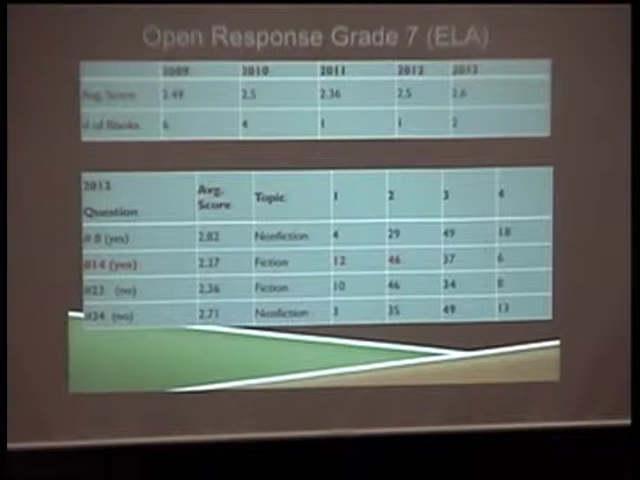 Open Response Grade 7 (ELA)
2009 2010 2011 2012 2013
Avg. Score 2.49 2.5 2.36 2.5 2.6
# of Blanks 6 4 1 1 2
2013 Question Avg. Score Topic 1 2 3 4
# 8 (yes) 2.82 Nonfiction 4 29 49 18
#14 (yes) 2.37 Fiction 12 46 37 6
#23 (no) 2.36 Fiction 10 46 34 8
#34 (no) 2.71 Nonfiction 3 35 49 13